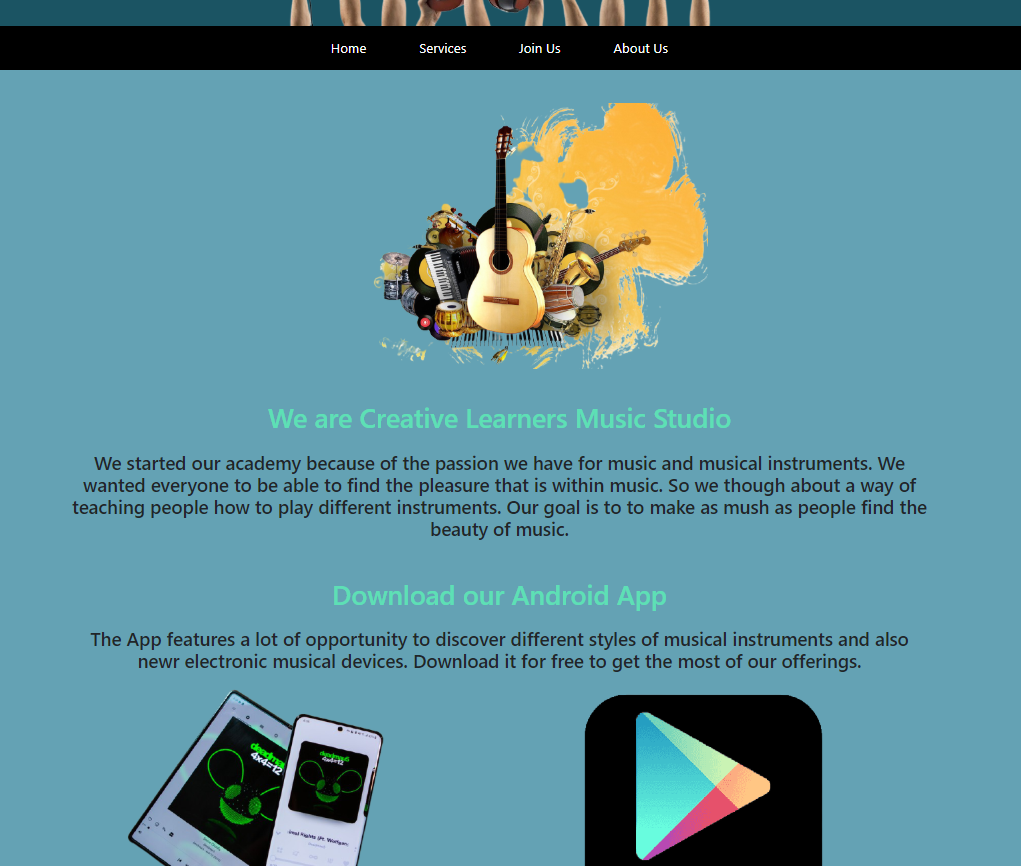 Home Services Join Us About Us
We are Creative Learners Music Studio
We started our academy because of the passion we have for music and musical instruments. We
wanted everyone to be able to find the pleasure that is within music. So we though about a way of
teaching people how to play different instruments. Our goal is to to make as mush as people find the
beauty of music.
Download our Android App
The App features a lot of opportunity to discover different styles of musical instruments and also
newr electronic musical devices. Download it for free to get the most of our offerings.
deadmau5
4x4=12
deadmau5
4x4=12